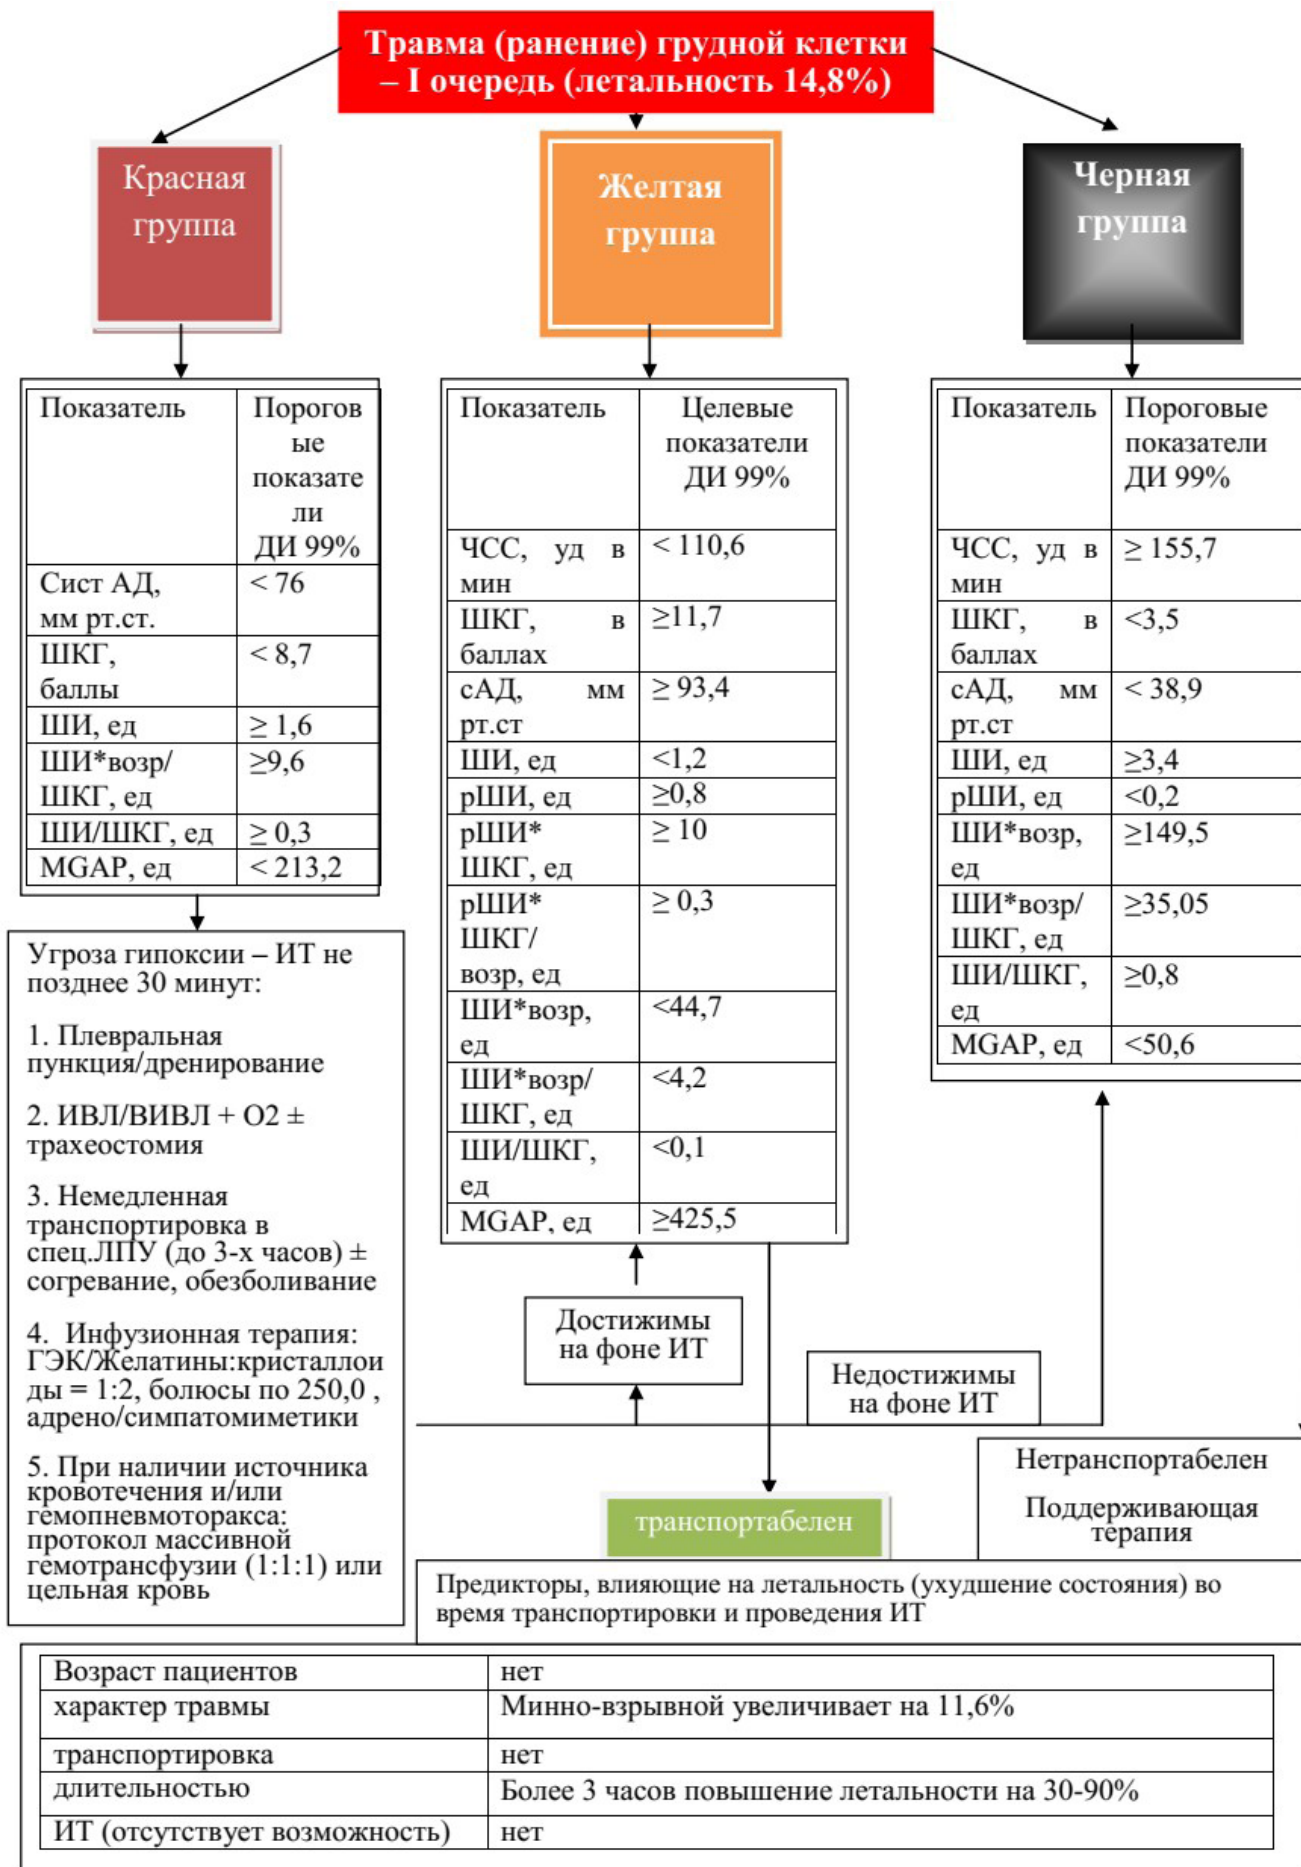 Травма (ранение) грудной клетки
– I очередь (летальность 14,8%)
Красная
группа
Желтая
группа
Черная
группа
Показатель
Порогов
ые
показате
ли
ДИ 99%
Сист АД,
мм рт.ст.
< 76
ШКГ,
баллы
< 8,7
ШИ, ед
≥ 1,6
ШИ*возр/
ШКГ, ед
≥9,6
ШИ/ШКГ, ед
≥ 0,3
MGAP, ед
< 213,2
Угроза гипоксии – ИТ не
позднее 30 минут:
1. Плевральная
пункция/дренирование
2. ИВЛ/ВИВЛ + О2 ±
трахеостомия
3. Немедленная
транспортировка в
спец.ЛПУ (до 3-х часов) ±
согревание, обезболивание
4. Инфузионная терапия:
ГЭК/Желатины:кристаллои
ды = 1:2, болюсы по 250,0 ,
адрено/симпатомиметики
5. При наличии источника
кровотечения и/или
гемопневмоторакса:
протокол массивной
гемотрансфузии (1:1:1) или
цельная кровь
Показатель
Целевые
показатели
ДИ 99%
ЧСС, уд в
мин
< 110,6
ШКГ, в
баллах
≥11,7
сАД, мм
рт.ст
≥ 93,4
ШИ, ед
<1,2
рШИ, ед
≥0,8
рШИ*
ШКГ, ед
≥ 10
рШИ*
ШКГ/
возр, ед
≥ 0,3
ШИ*возр,
ед
<44,7
ШИ*возр/
ШКГ, ед
<4,2
ШИ/ШКГ,
ед
<0,1
MGAP, ед
≥425,5
Показатель
Пороговые
показатели
ДИ 99%
ЧСС, уд в
мин
≥ 155,7
ШКГ, в
баллах
<3,5
сАД, мм
рт.ст
< 38,9
ШИ, ед
≥3,4
рШИ, ед
<0,2
ШИ*возр,
ед
≥149,5
ШИ*возр/
ШКГ, ед
≥35,05
ШИ/ШКГ,
ед
≥0,8
MGAP, ед
<50,6
Достижимы
на фоне ИТ
Недостижимы
на фоне ИТ
транспортабелен
Нетранспортабелен
Поддерживающая
терапия
Предикторы, влияющие на летальность (ухудшение состояния) во
время транспортировки и проведения ИТ
Возраст пациентов
нет
характер травмы
Минно-взрывной увеличивает на 11,6%
транспортировка
нет
длительностью
Более 3 часов повышение летальности на 30-90%
ИТ (отсутствует возможность)
нет